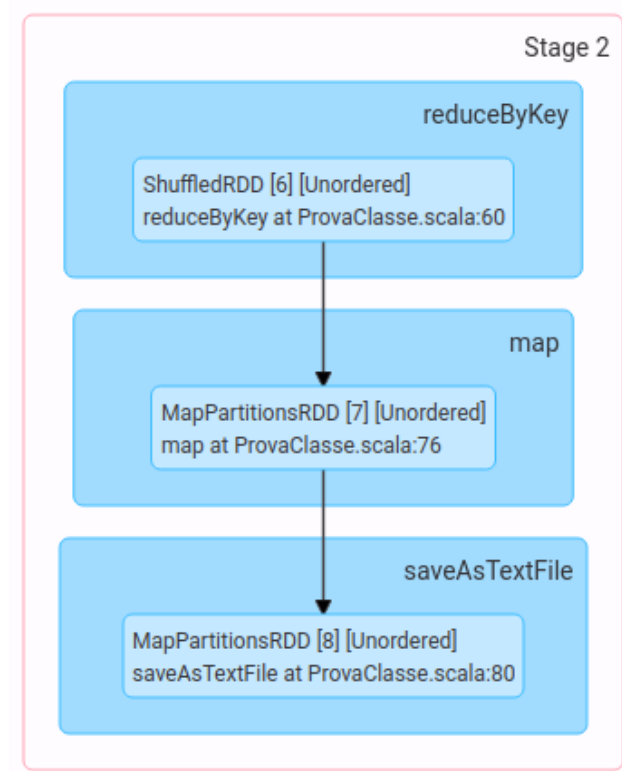 Stage 2
reduceByKey
ShuffledRDD [6] [Unordered]
reduceByKey at ProvaClasse.scala:60
map
MapPartitionsRDD [7] [Unordered]
map at ProvaClasse.scala:76
saveAsTextFile
MapPartitionsRDD [8] [Unordered]
saveAsTextFile at ProvaClasse.scala:80